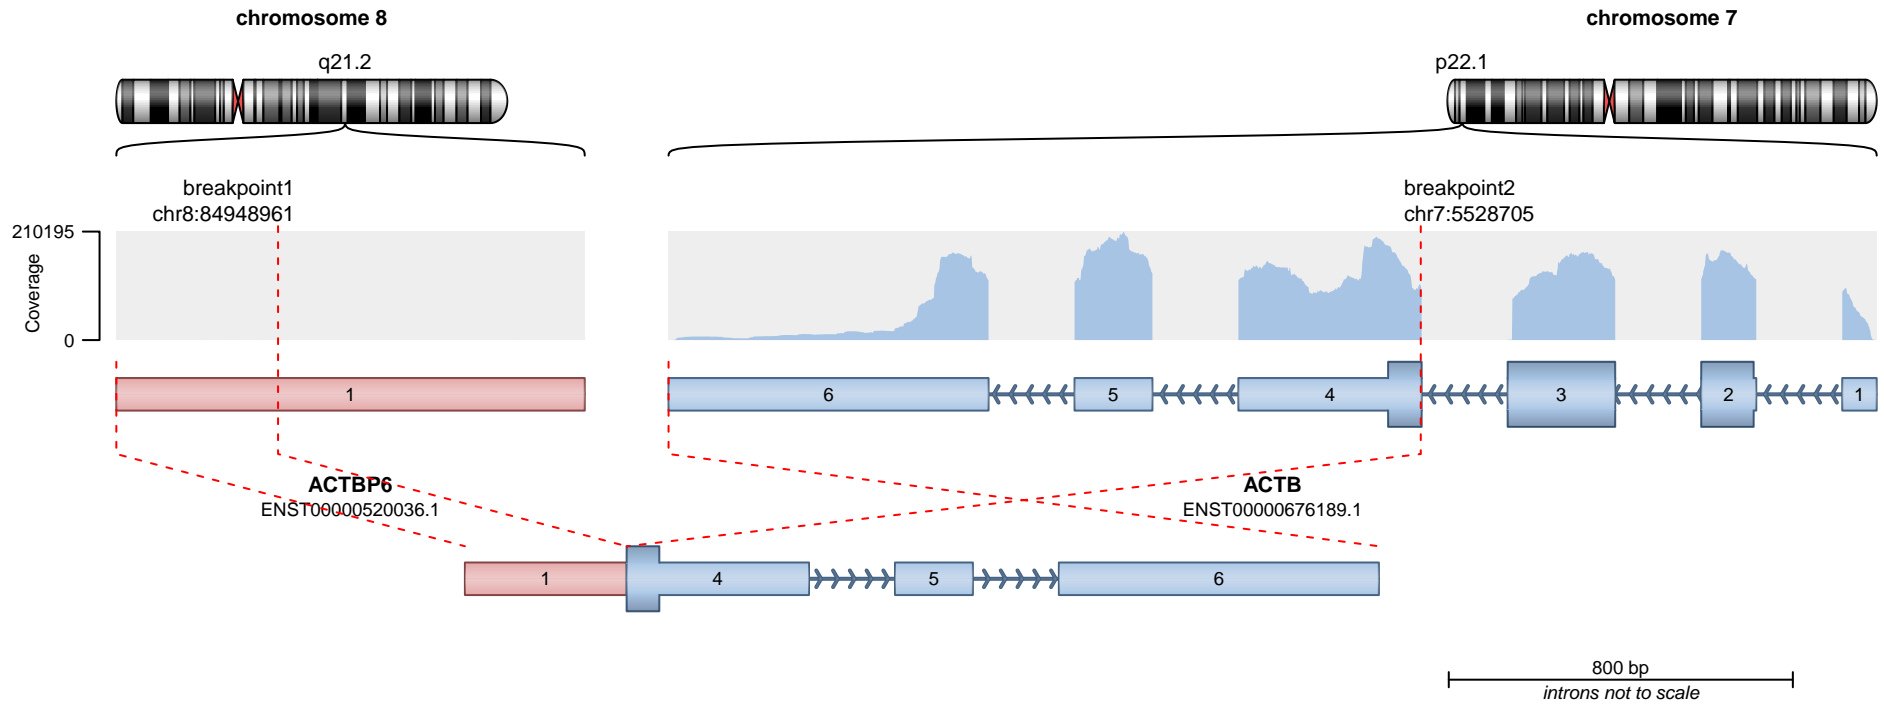 chromosome 8
chromosome 7
q21.2
p22.1
breakpoint1
chr8:84948961
breakpoint2
chr7:5528705
210195
Coverage
0
1
6
5
4
3
2
1
ACTBP6
ENST00000520036.1
ACTB
ENST00000676189.1
1
4
5
6
800 bp
introns not to scale